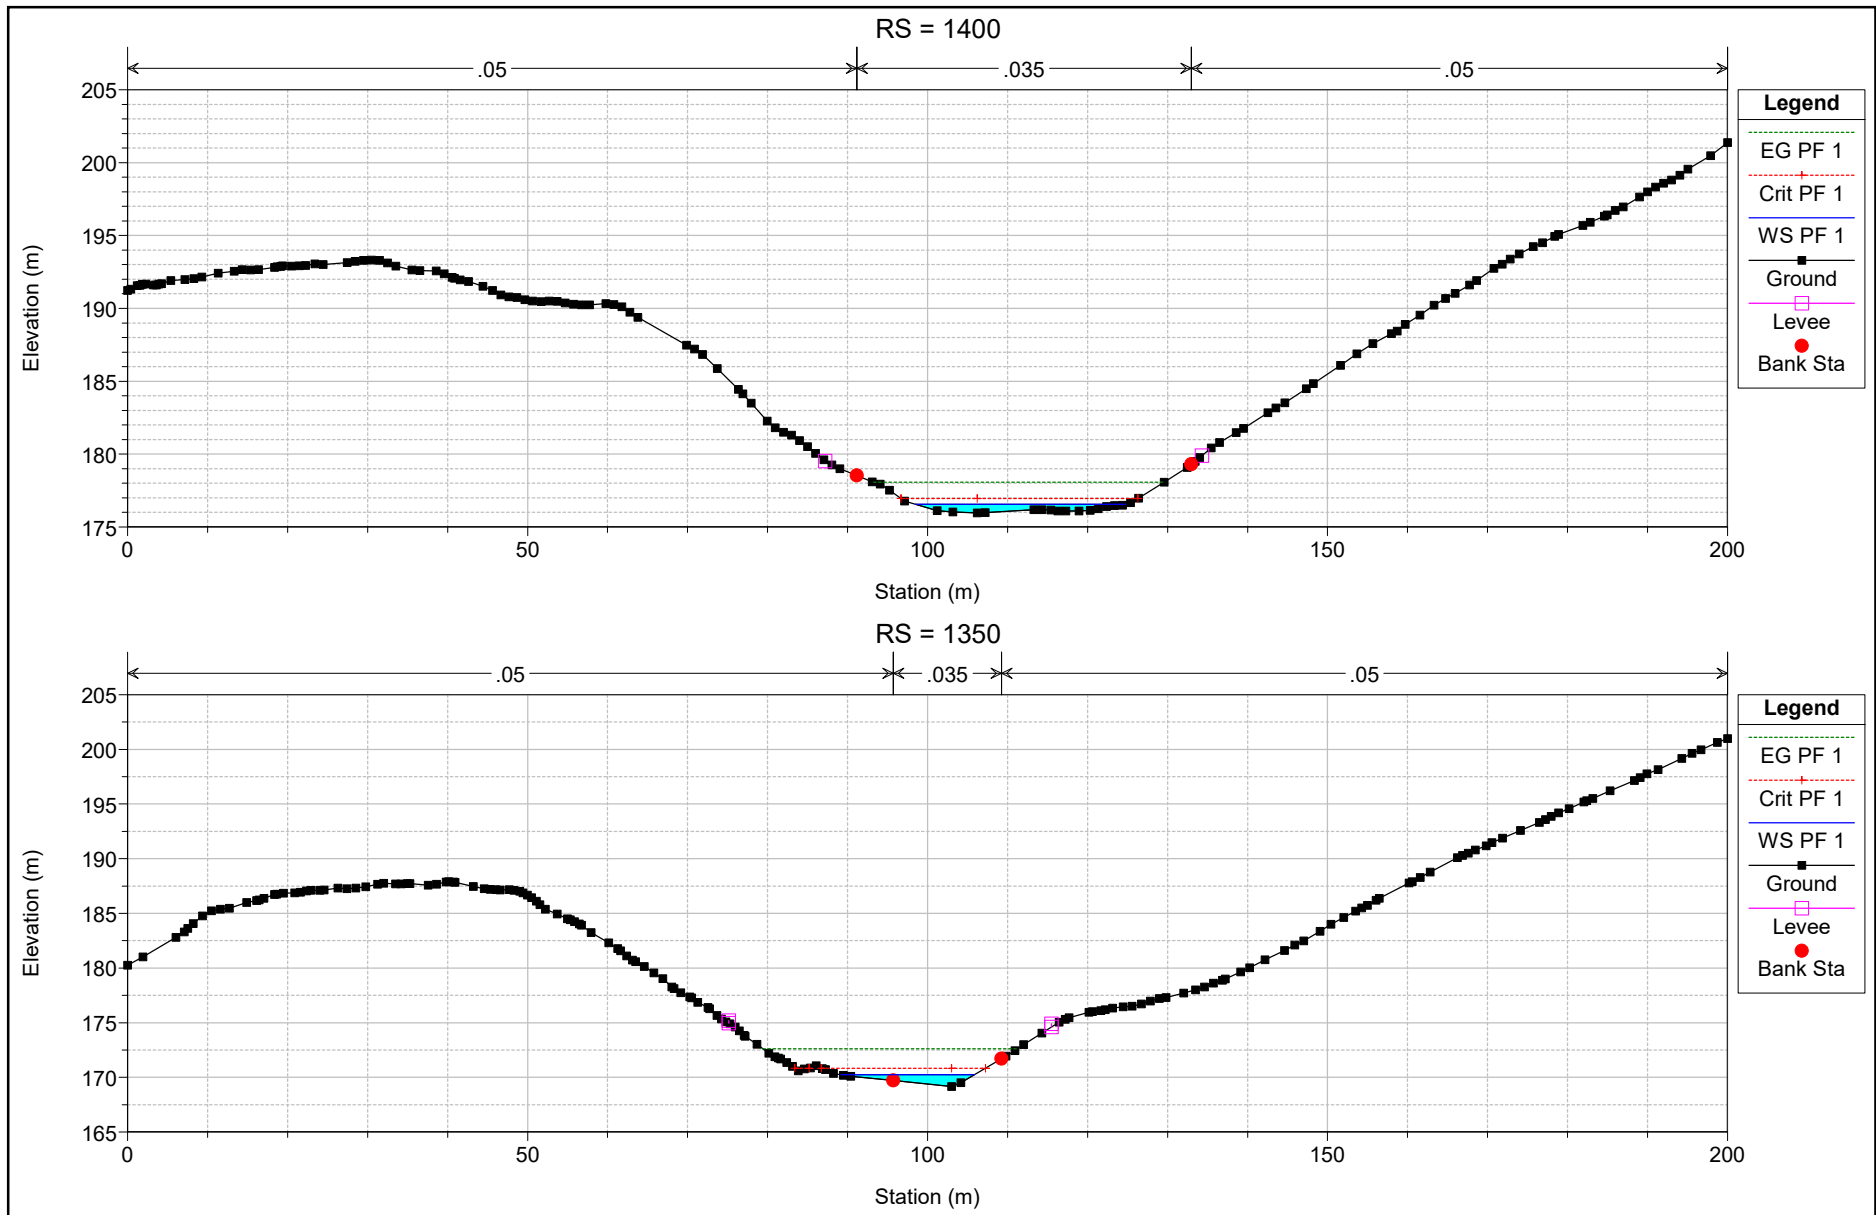 RS = 1400
.05
.035
.05
205
200
195
190
185
180
175
0
50
100
150
200
Elevation (m)
Station (m)
Legend
EG PF 1
Crit PF 1
WS PF 1
Ground
Levee
Bank Sta
RS = 1350
.05
.035
.05
205
200
195
190
185
180
175
170
165
0
50
100
150
200
Elevation (m)
Station (m)
Legend
EG PF 1
Crit PF 1
WS PF 1
Ground
Levee
Bank Sta